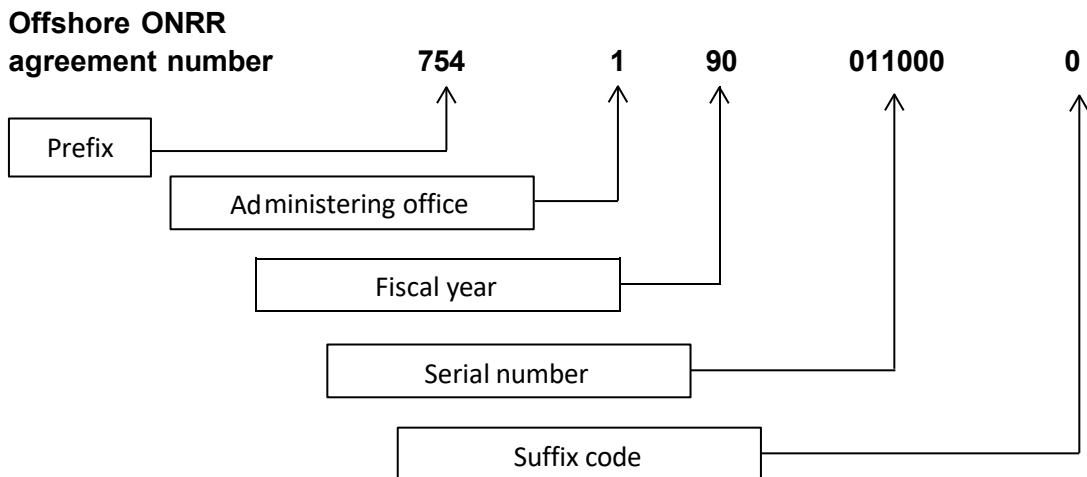 Offshore ONRR
agreement number 754 1 90 011000 0
Prefix
Administering office
Fiscal year
Serial number
Suffix code